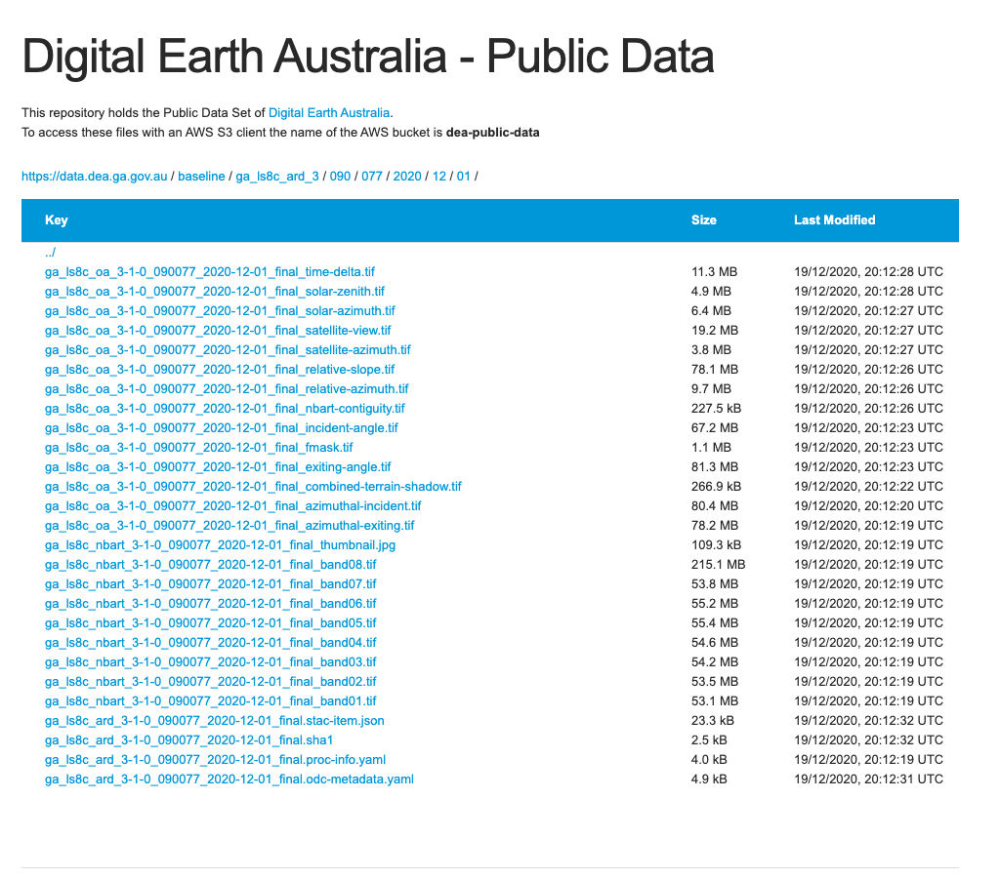 Digital Earth Australia - Public Data
This repository holds the Public Data Set of Digital Earth Australia.
To access these files with an AWS S3 client the name of the AWS bucket is dea-public-data
https://data.dea.ga.gov.au / baseline / ga_ls8c_ard_3 / 090 / 077 / 2020 / 12 / 01 /
Key Size Last Modified
../
ga_ls8c_oa_3-1-0_090077_2020-12-01_final_time-delta.tif 11.3 MB 19/12/2020, 20:12:28 UTC
ga_ls8c_oa_3-1-0_090077_2020-12-01_final_solar-zenith.tif 4.9 MB 19/12/2020, 20:12:28 UTC
ga_ls8c_oa_3-1-0_090077_2020-12-01_final_solar-azimuth.tif 6.4 MB 19/12/2020, 20:12:27 UTC
ga_ls8c_oa_3-1-0_090077_2020-12-01_final_satellite-view.tif 19.2 MB 19/12/2020, 20:12:27 UTC
ga_ls8c_oa_3-1-0_090077_2020-12-01_final_satellite-azimuth.tif 3.8 MB 19/12/2020, 20:12:27 UTC
ga_ls8c_oa_3-1-0_090077_2020-12-01_final_relative-slope.tif 78.1 MB 19/12/2020, 20:12:26 UTC
ga_ls8c_oa_3-1-0_090077_2020-12-01_final_relative-azimuth.tif 9.7 MB 19/12/2020, 20:12:26 UTC
ga_ls8c_oa_3-1-0_090077_2020-12-01_final_nbart-contiguity.tif 227.5 kB 19/12/2020, 20:12:26 UTC
ga_ls8c_oa_3-1-0_090077_2020-12-01_final_incident-angle.tif 67.2 MB 19/12/2020, 20:12:23 UTC
ga_ls8c_oa_3-1-0_090077_2020-12-01_final_fmask.tif 1.1 MB 19/12/2020, 20:12:23 UTC
ga_ls8c_oa_3-1-0_090077_2020-12-01_final_exiting-angle.tif 81.3 MB 19/12/2020, 20:12:23 UTC
ga_ls8c_oa_3-1-0_090077_2020-12-01_final_combined-terrain-shadow.tif 266.9 kB 19/12/2020, 20:12:22 UTC
ga_ls8c_oa_3-1-0_090077_2020-12-01_final_azimuthal-incident.tif 80.4 MB 19/12/2020, 20:12:20 UTC
ga_ls8c_oa_3-1-0_090077_2020-12-01_final_azimuthal-exiting.tif 78.2 MB 19/12/2020, 20:12:19 UTC
ga_ls8c_nbart_3-1-0_090077_2020-12-01_final_thumbnail.jpg 109.3 kB 19/12/2020, 20:12:19 UTC
ga_ls8c_nbart_3-1-0_090077_2020-12-01_final_band08.tif 215.1 MB 19/12/2020, 20:12:19 UTC
ga_ls8c_nbart_3-1-0_090077_2020-12-01_final_band07.tif 53.8 MB 19/12/2020, 20:12:19 UTC
ga_ls8c_nbart_3-1-0_090077_2020-12-01_final_band06.tif 55.2 MB 19/12/2020, 20:12:19 UTC
ga_ls8c_nbart_3-1-0_090077_2020-12-01_final_band05.tif 55.4 MB 19/12/2020, 20:12:19 UTC
ga_ls8c_nbart_3-1-0_090077_2020-12-01_final_band04.tif 54.6 MB 19/12/2020, 20:12:19 UTC
ga_ls8c_nbart_3-1-0_090077_2020-12-01_final_band03.tif 54.2 MB 19/12/2020, 20:12:19 UTC
ga_ls8c_nbart_3-1-0_090077_2020-12-01_final_band02.tif 53.5 MB 19/12/2020, 20:12:19 UTC
ga_ls8c_nbart_3-1-0_090077_2020-12-01_final_band01.tif 53.1 MB 19/12/2020, 20:12:19 UTC
ga_ls8c_ard_3-1-0_090077_2020-12-01_final.stac-item.json 23.3 kB 19/12/2020, 20:12:32 UTC
ga_ls8c_ard_3-1-0_090077_2020-12-01_final.sha1 2.5 kB 19/12/2020, 20:12:32 UTC
ga_ls8c_ard_3-1-0_090077_2020-12-01_final.proc-info.yaml 4.0 kB 19/12/2020, 20:12:19 UTC
ga_ls8c_ard_3-1-0_090077_2020-12-01_final.odc-metadata.yaml 4.9 kB 19/12/2020, 20:12:31 UTC